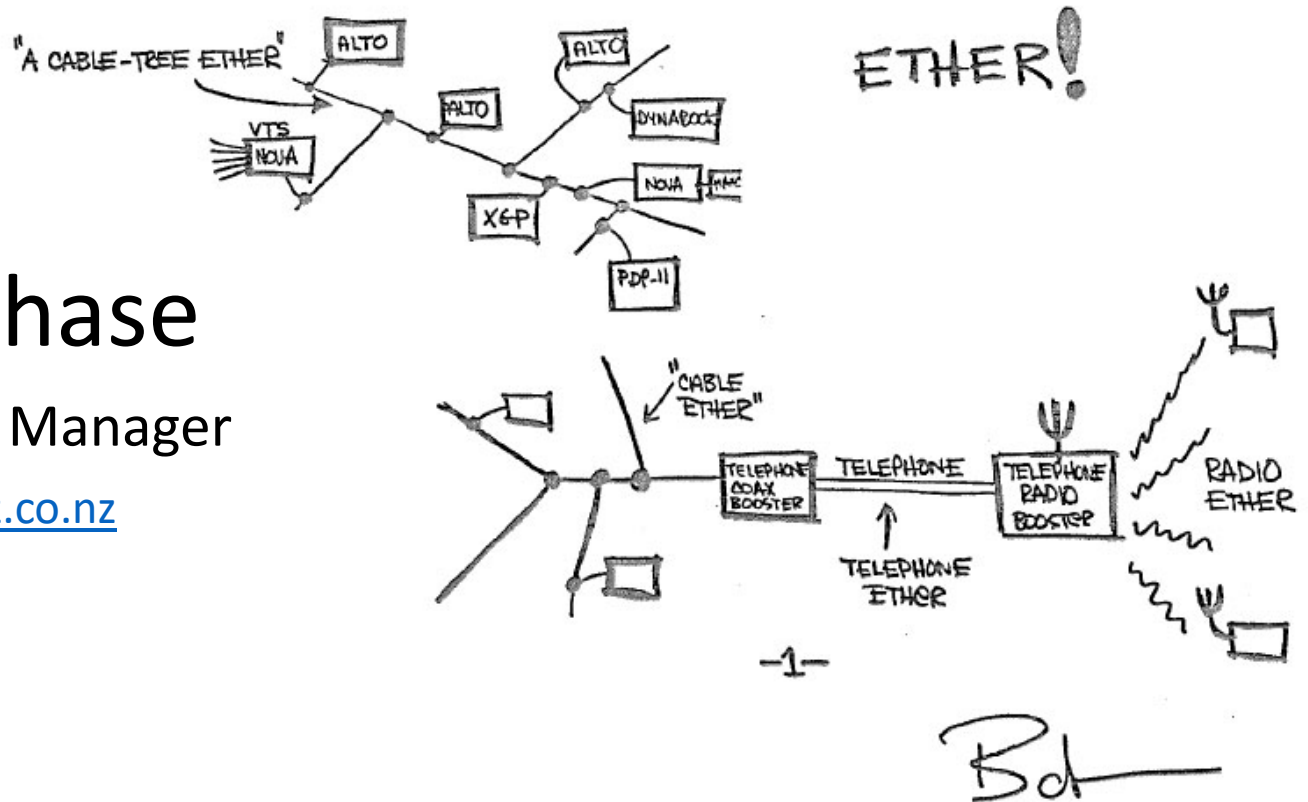 "A CABLE-TREE ETHER"
ALTO
ALTO
ETHER!
ALTO
DYNABOOK
VTS
NOVA
NOVA
XGP
PDP-11
hase
Manager
.co.nz
"CABLE
ETHER"
TELEPHONE
COAX
BOOSTER
TELEPHONE
TELEPHONE
RADIO
BOOSTER
RADIO
ETHER
TELEPHONE
ETHER
-1-